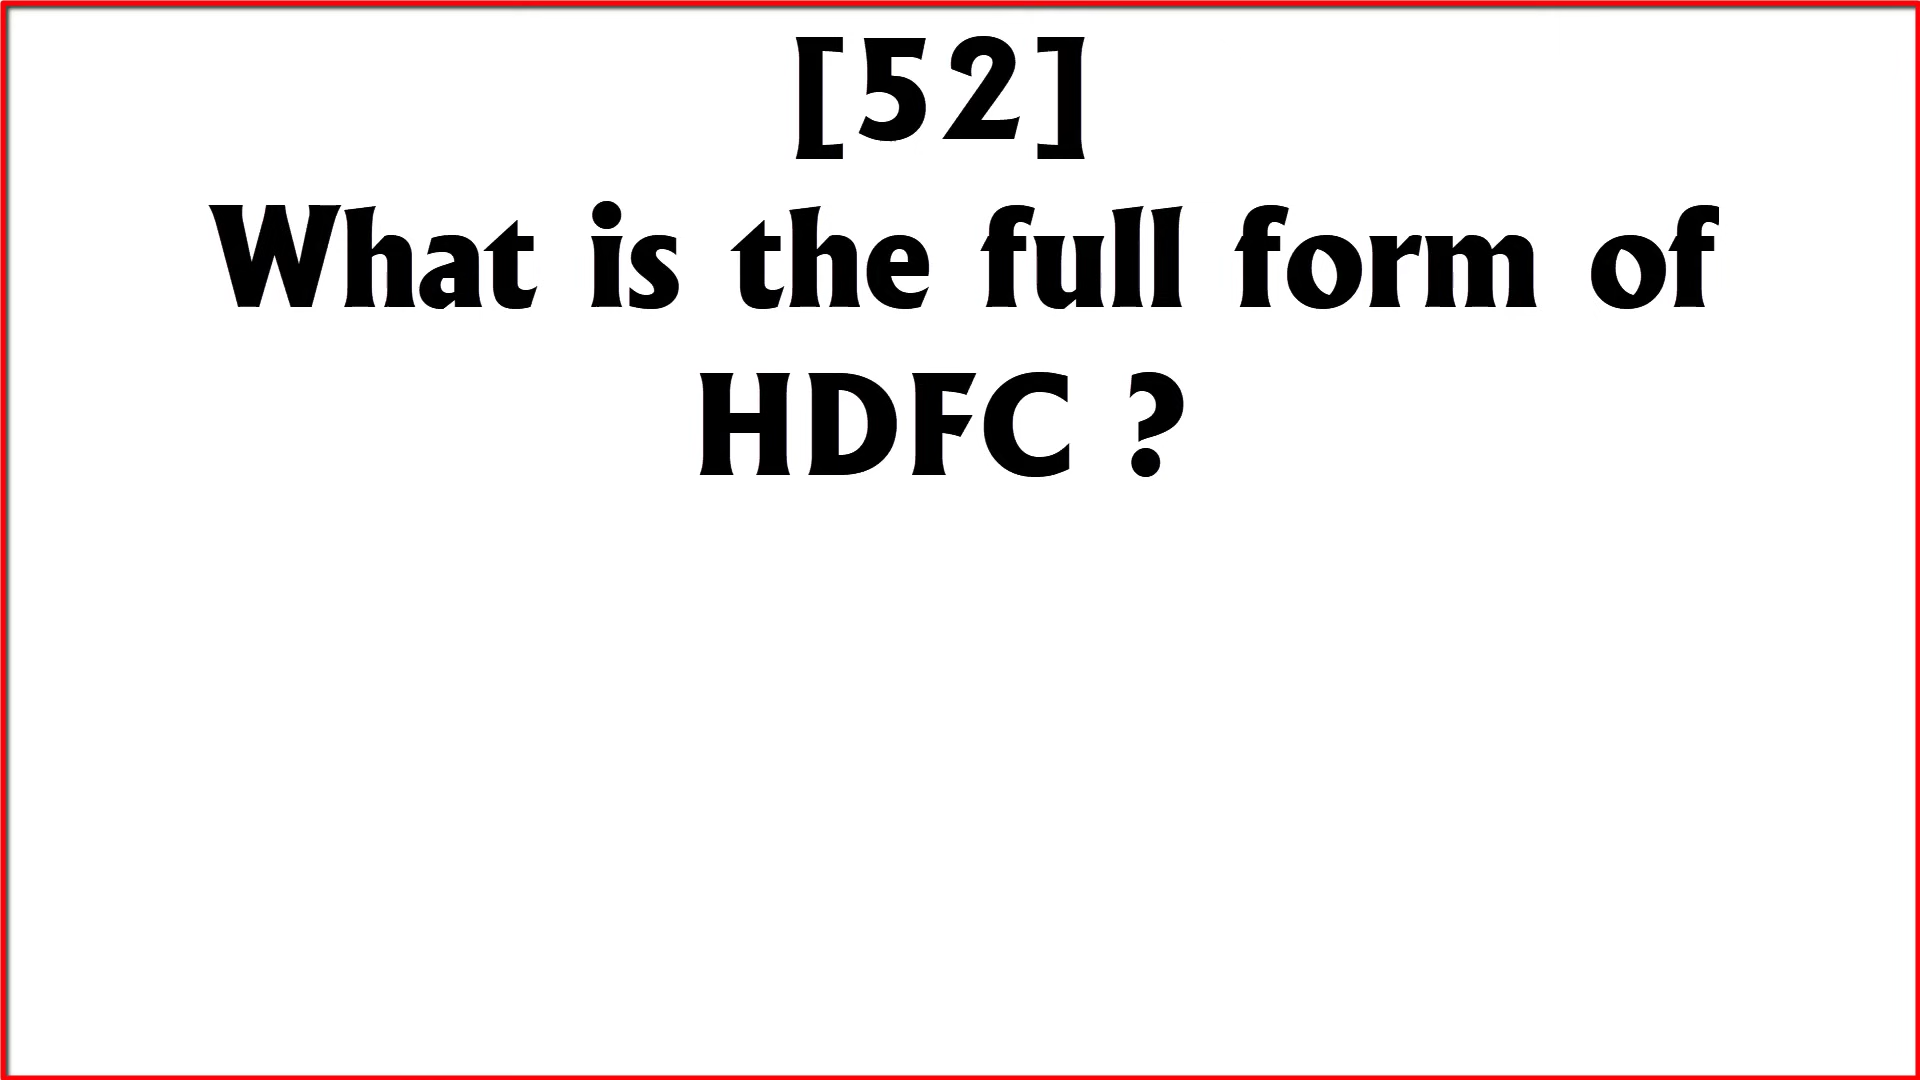 [52]
What is the full form of
HDFC ?